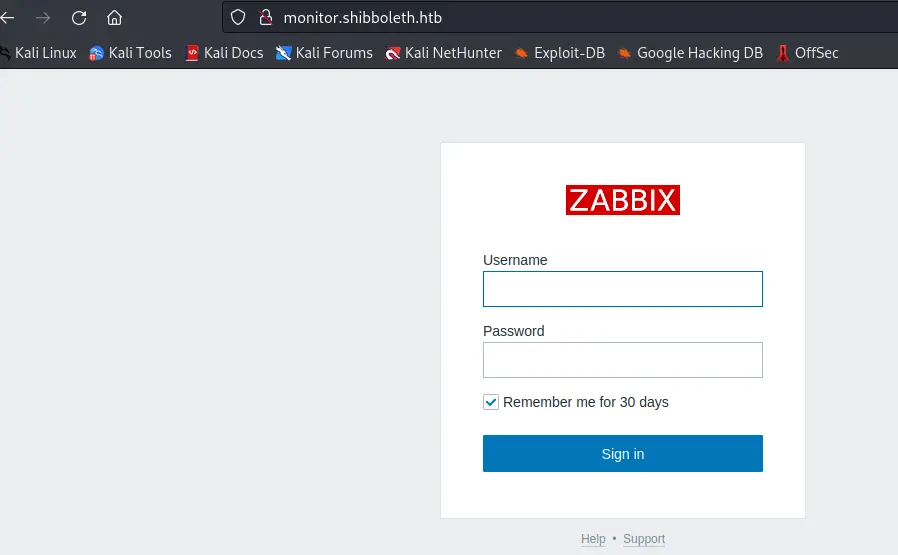 monitor.shibboleth.htb
Kali Linux Kali Tools Kali Docs Kali Forums Kali NetHunter Exploit-DB Google Hacking DB OffSec
ZABBIX
Username
Password
Remember me for 30 days
Sign in
Help • Support